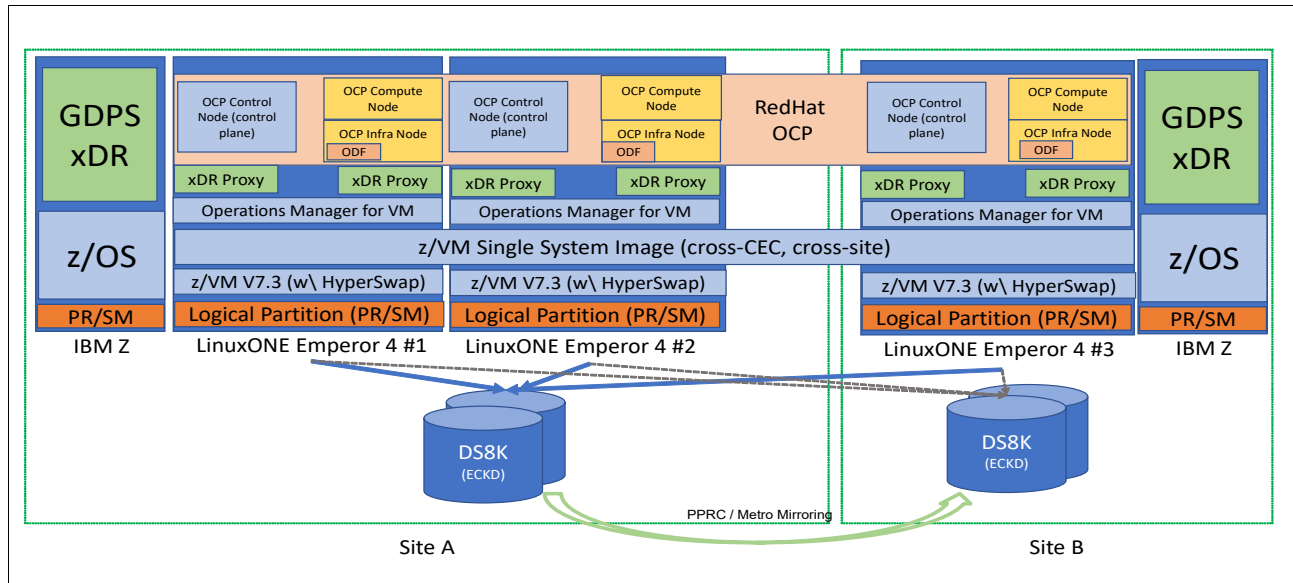 GDPS
xDR
z/OS
PR/SM
IBM Z
OCP Control
Node (control
plane)
OCP Compute
Node
OCP Infra Node
ODF
xDR Proxy
xDR Proxy
Operations Manager for VM
z/VM V7.3 (w\ HyperSwap)
Logical Partition (PR/SM)
LinuxONE Emperor 4 #1
OCP Control
Node (control
plane)
OCP Compute
Node
OCP Infra Node
ODF
xDR Proxy
xDR Proxy
Operations Manager for VM
z/VM V7.3 (w\ HyperSwap)
Logical Partition (PR/SM)
LinuxONE Emperor 4 #2
RedHat
OCP
z/VM Single System Image (cross-CEC, cross-site)
OCP Control
Node (control
plane)
OCP Compute
Node
OCP Infra Node
ODF
xDR Proxy
xDR Proxy
Operations Manager for VM
z/VM V7.3 (w\ HyperSwap)
Logical Partition (PR/SM)
LinuxONE Emperor 4 #3
GDPS
xDR
z/OS
PR/SM
IBM Z
DS8K
(ECKD)
DS8K
(ECKD)
PPRC / Metro Mirroring
Site A
Site B